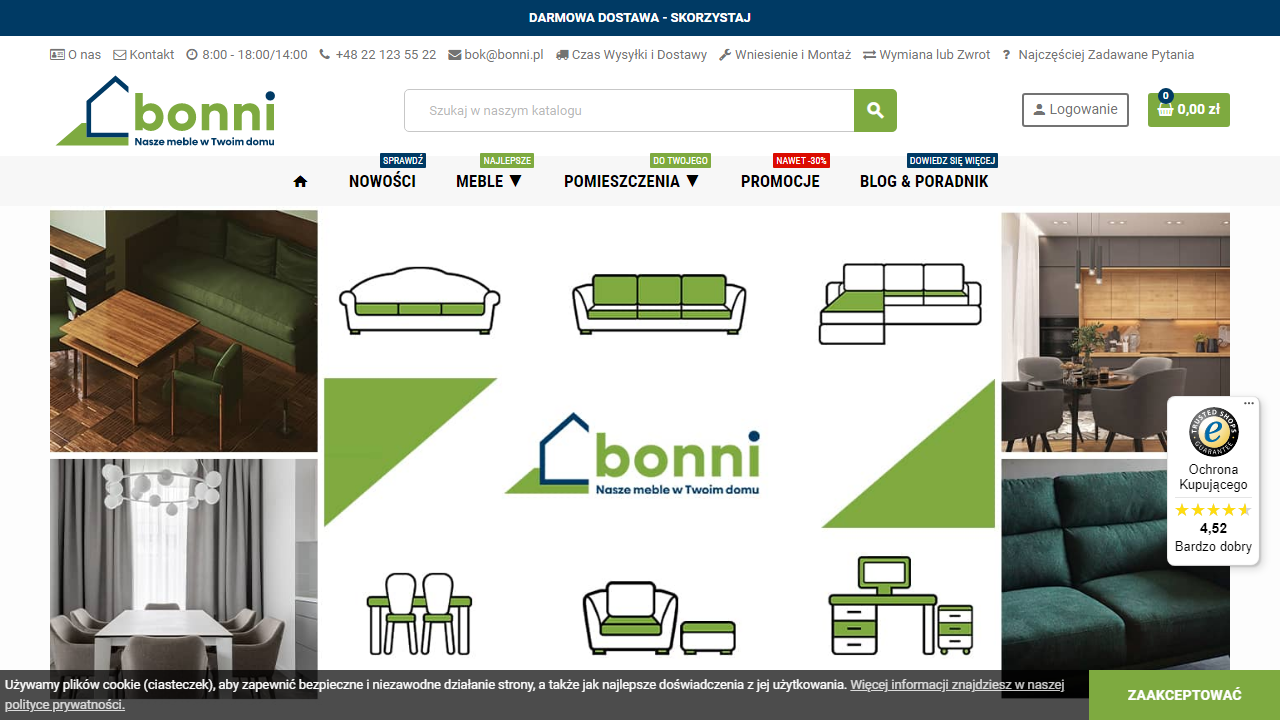 DARMOWA DOSTAWA - SKORZYSTAJ
O nas Kontakt 8:00 - 18:00/14:00 +48 22 123 55 22 bok@bonni.pl Czas Wysyłki i Dostawy Wniesienie i Montaż Wymiana lub Zwrot Najczęściej Zadawane Pytania
bonni
Nasze meble w Twoim domu
Szukaj w naszym katalogu
Logowanie
0
0,00 zł
SPRAWDŹ NAJLEPSZE DO TWOJEGO NAWET -30% DOWIEDZ SIĘ WIĘCEJ
NOWOŚCI MEBLE ▼ POMIESZCZENIA ▼ PROMOCJE BLOG & PORADNIK
bonni
Nasze meble w Twoim domu
TRUSTED SHOPS
GUARANTEE
Ochrona
Kupującego
4,52
Bardzo dobry
Używamy plików cookie (ciasteczek), aby zapewnić bezpieczne i niezawodne działanie strony, a także jak najlepsze doświadczenia z jej użytkowania. Więcej informacji znajdziesz w naszej
polityce prywatności.
ZAAKCEPTOWAĆ